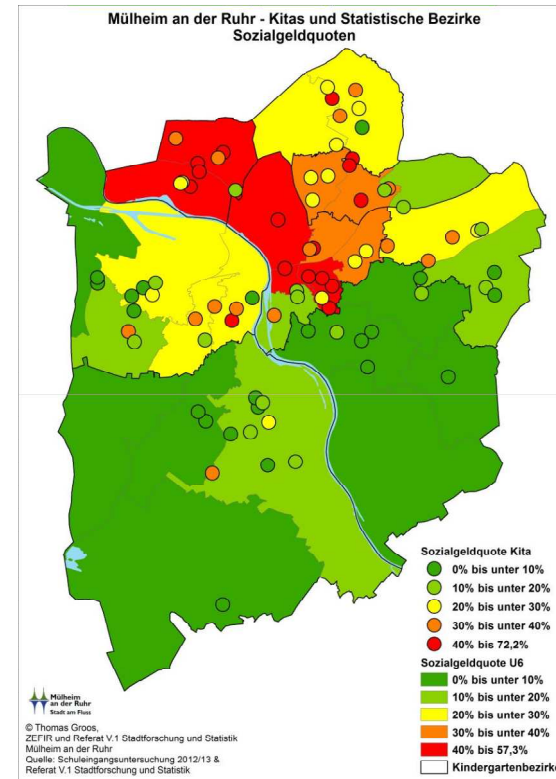 Mülheim an der Ruhr - Kitas und Statistische Bezirke
Sozialgeldquoten
Sozialgeldquote Kita
0% bis unter 10%
10% bis unter 20%
20% bis unter 30%
30% bis unter 40%
40% bis 72,2%
Sozialgeldquote U6
0% bis unter 10%
10% bis unter 20%
20% bis unter 30%
30% bis unter 40%
40% bis 57,3%
Kindergartenbezirke
Mülheim
an der Ruhr
Stadt am Fluss
© Thomas Groos,
ZEFIR und Referat V.1 Stadtforschung und Statistik
Mülheim an der Ruhr
Quelle: Schuleingangsuntersuchung 2012/13 &
Referat V.1 Stadtforschung und Statistik